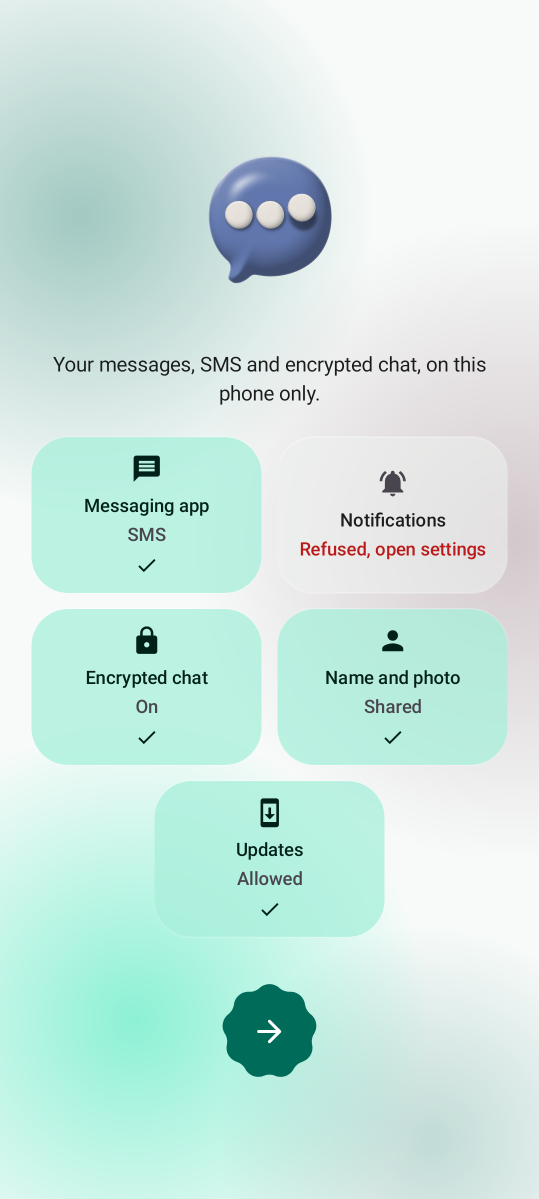 Your messages, SMS and encrypted chat, on this
phone only.
Messaging app
SMS
Notifications
Refused, open settings
Encrypted chat
On
Name and photo
Shared
Updates
Allowed